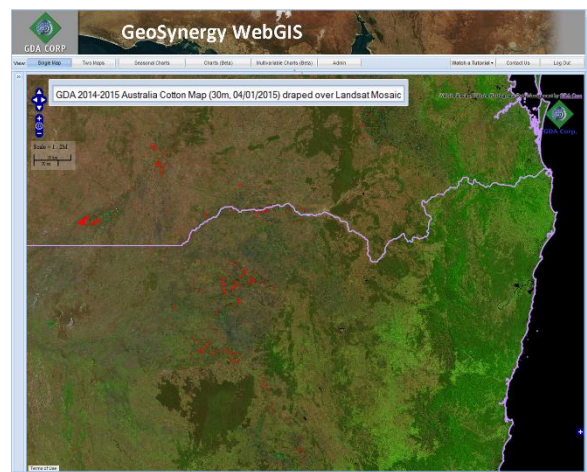 GeoSynergy WebGIS
GDA CORP
View Single Map Two Maps Seasonal Charts Charts (Beta) Multivariable Charts (Beta) Admin Watch a Tutorial Contact Us Log Out
GDA 2014-2015 Australia Cotton Map (30m, 04/01/2015) draped over Landsat Mosaic
GDA Corp.
Terms of Use